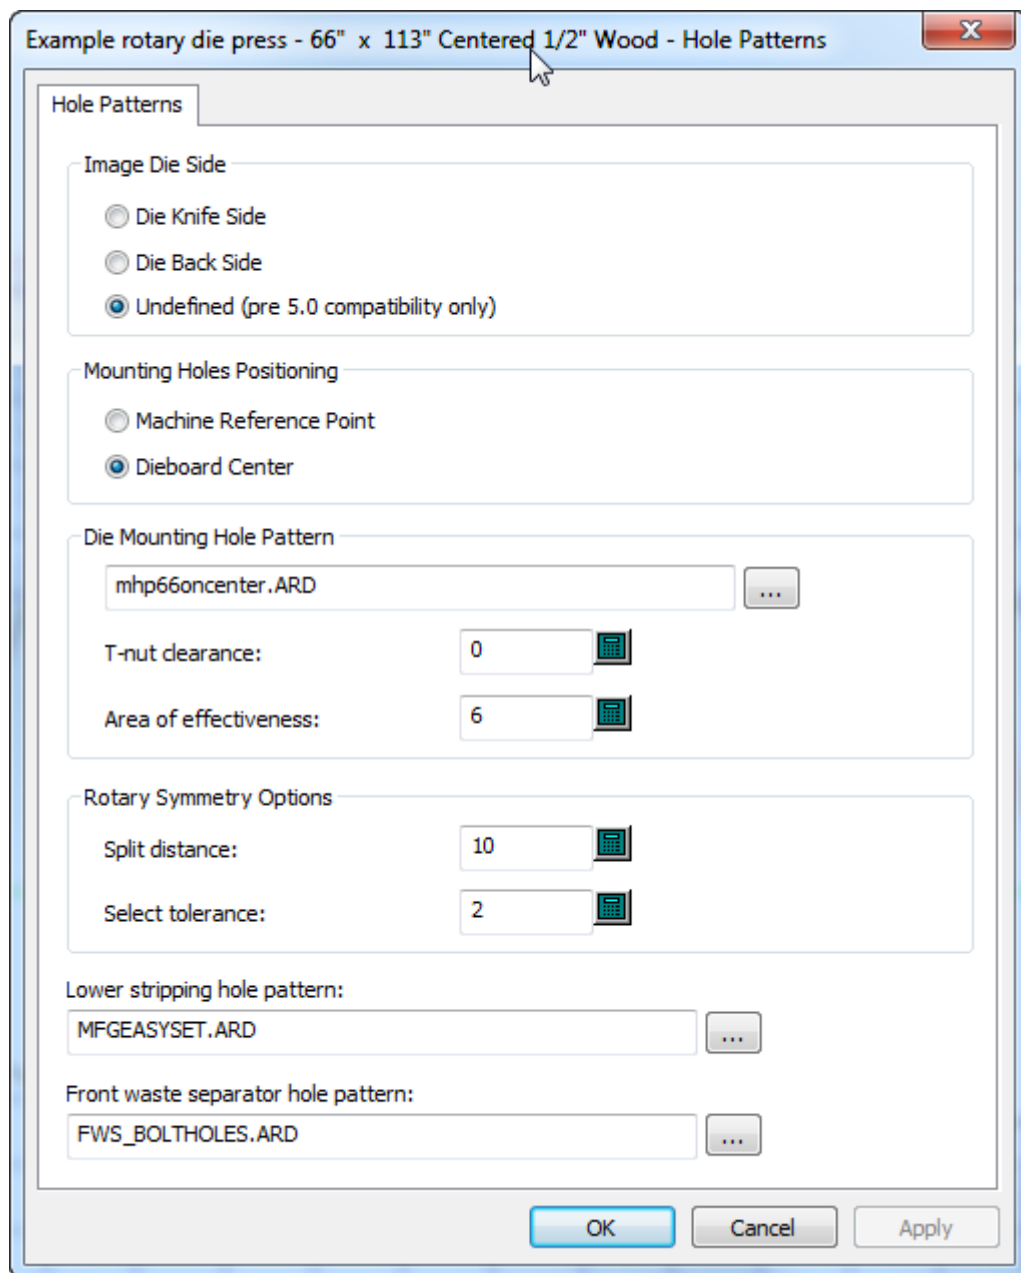 Example rotary die press - 66" x 113" Centered 1/2" Wood - Hole Patterns
Hole Patterns
Image Die Side
Die Knife Side
Die Back Side
Undefined (pre 5.0 compatibility only)
Mounting Holes Positioning
Machine Reference Point
Dieboard Center
Die Mounting Hole Pattern
mhp66oncenter.ARD
...
T-nut clearance: 0
Area of effectiveness: 6
Rotary Symmetry Options
Split distance: 10
Select tolerance: 2
Lower stripping hole pattern:
MFGEASYSET.ARD
...
Front waste separator hole pattern:
FWS_BOLTHOLES.ARD
...
OK Cancel Apply